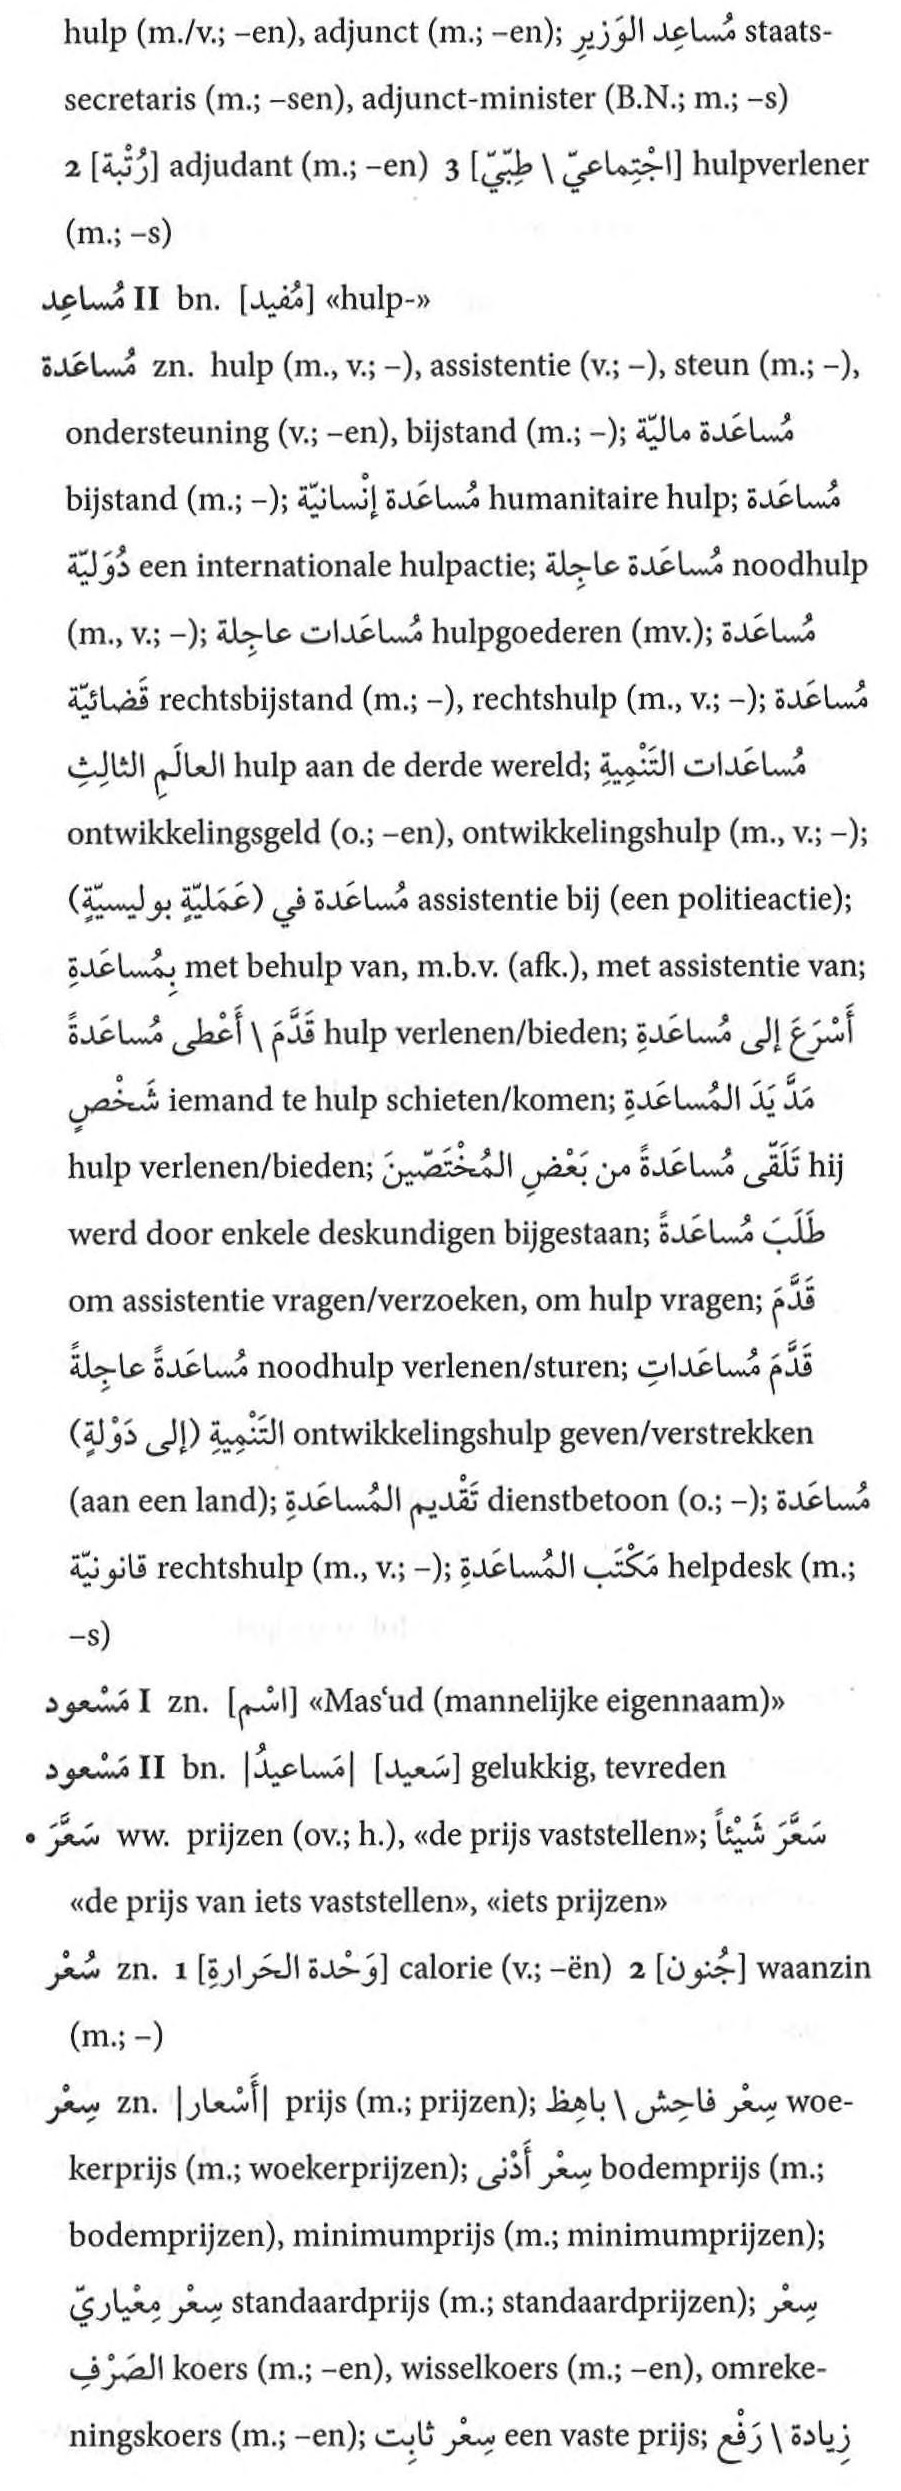 hulp (m./v.; –en), adjunct (m.; –en); مُساعِد الوَزيرِ staats-
secretaris (m.; –sen), adjunct-minister (B.N.; m.; –s)
2 [رُتْبة] adjudant (m.; –en) 3 [اجْتِماعيّ \ طِبّيّ] hulpverlener
(m.; –s)
مُساعِد II bn. [مُفيد] «hulp-»
مُساعَدة zn. hulp (m., v.; –), assistentie (v.; –), steun (m.; –),
ondersteuning (v.; –en), bijstand (m.; –); مُساعَدة ماليّة
bijstand (m.; –); مُساعَدة إنْسانيّة humanitaire hulp; مُساعَدة
دُوَليّة een internationale hulpactie; مُساعَدة عاجِلة noodhulp
(m., v.; –); مُساعَدات عاجِلة hulpgoederen (mv.); مُساعَدة
قَضائيّة rechtsbijstand (m.; –), rechtshulp (m., v.; –); مُساعَدة
العالَمِ الثالِثِ hulp aan de derde wereld; مُساعَدات التَنْمِيةِ
ontwikkelingsgeld (o.; –en), ontwikkelingshulp (m., v.; –);
مُساعَدة في (عَمَليّةٍ بوليسيّةٍ) assistentie bij (een politieactie);
بِمُساعَدةِ met behulp van, m.b.v. (afk.), met assistentie van;
قَدَّمَ \ أَعْطى مُساعَدةً hulp verlenen/bieden; أَسْرَعَ إلى مُساعَدةِ
شَخْصٍ iemand te hulp schieten/komen; مَدَّ يَدَ المُساعَدةِ
hulp verlenen/bieden; تَلَقّى مُساعَدةً من بَعْضِ المُخْتَصّينَ hij
werd door enkele deskundigen bijgestaan; طَلَبَ مُساعَدةً
om assistentie vragen/verzoeken, om hulp vragen; قَدَّمَ
مُساعَدةً عاجِلةً noodhulp verlenen/sturen; قَدَّمَ مُساعَداتِ
التَنْمِيةِ (إلى دَوْلةٍ) ontwikkelingshulp geven/verstrekken
(aan een land); تَقْديم المُساعَدةِ dienstbetoon (o.; –); مُساعَدة
قانونيّة rechtshulp (m., v.; –); مَكْتَب المُساعَدةِ helpdesk (m.;
–s)
مَسْعود I zn. [اسْم] «Mas‘ud (mannelijke eigennaam)»
مَسْعود II bn. |مَساعيدُ| [سَعيد] gelukkig, tevreden
• سَعَّرَ ww. prijzen (ov.; h.), «de prijs vaststellen»; سَعَّرَ شَيْئاً
«de prijs van iets vaststellen», «iets prijzen»
سُعْر zn. 1 [وَحْدة الحَرارةِ] calorie (v.; –ën) 2 [جُنون] waanzin
(m.; –)
سِعْر zn. |أَسْعار| prijs (m.; prijzen); سِعْر فاحِش \ باهِظ woe-
kerprijs (m.; woekerprijzen); سِعْر أَدْنى bodemprijs (m.;
bodemprijzen), minimumprijs (m.; minimumprijzen);
سِعْر مِعْياريّ standaardprijs (m.; standaardprijzen); سِعْر
الصَرْفِ koers (m.; –en), wisselkoers (m.; –en), omreke-
ningskoers (m.; –en); سِعْر ثابِت een vaste prijs; زِيادة \ رَفْع